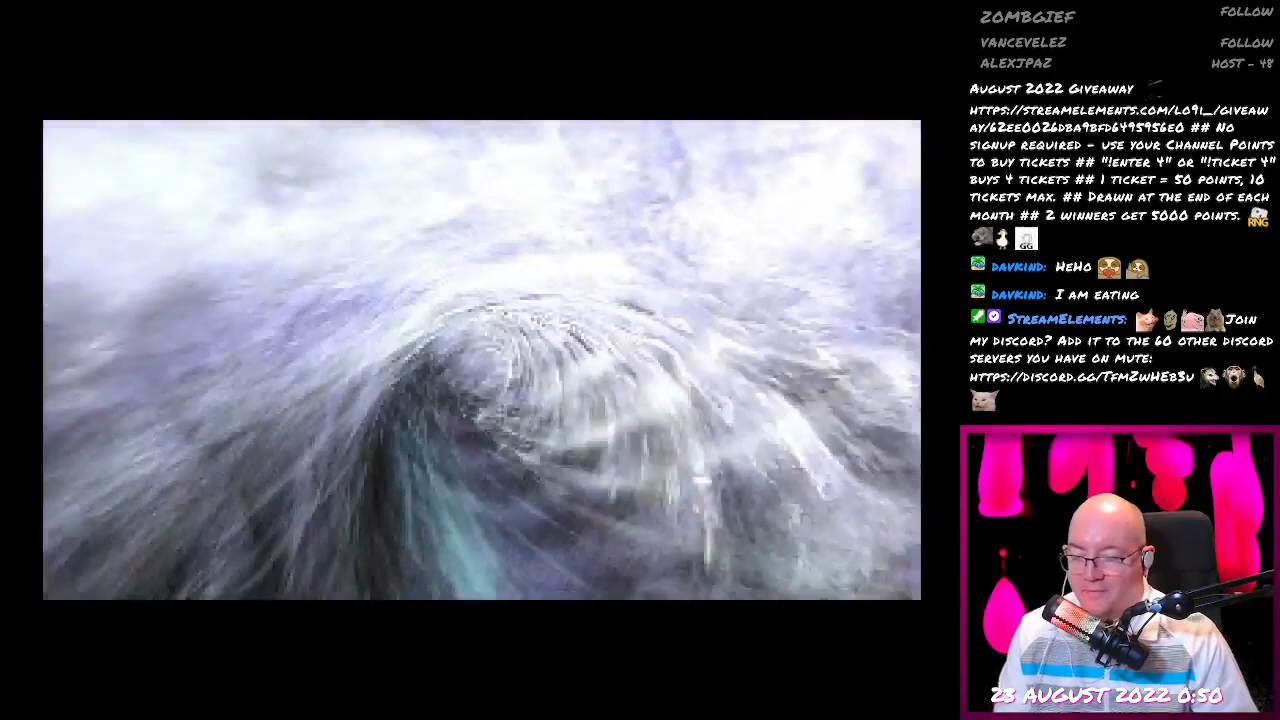 ZOMBGIEF FOLLOW
VANCEVELEZ FOLLOW
ALEXJPAZ HOST - 48
AUGUST 2022 GIVEAWAY
HTTPS://STREAMELEMENTS.COM/LO9I_/GIVEAW
AY/62EE0026DBA9BFD6495956E0 ## NO
SIGNUP REQUIRED - USE YOUR CHANNEL POINTS
TO BUY TICKETS ## "!ENTER 4" OR "!TICKET 4"
BUYS 4 TICKETS ## 1 TICKET = 50 POINTS, 10
TICKETS MAX. ## DRAWN AT THE END OF EACH
MONTH ## 2 WINNERS GET 5000 POINTS. RNG
GG
DAVKIND: HEHO
DAVKIND: I AM EATING
STREAMELEMENTS: JOIN
MY DISCORD? ADD IT TO THE 60 OTHER DISCORD
SERVERS YOU HAVE ON MUTE:
HTTPS://DISCORD.GG/TFMZWHEB3U
23 AUGUST 2022 0:50